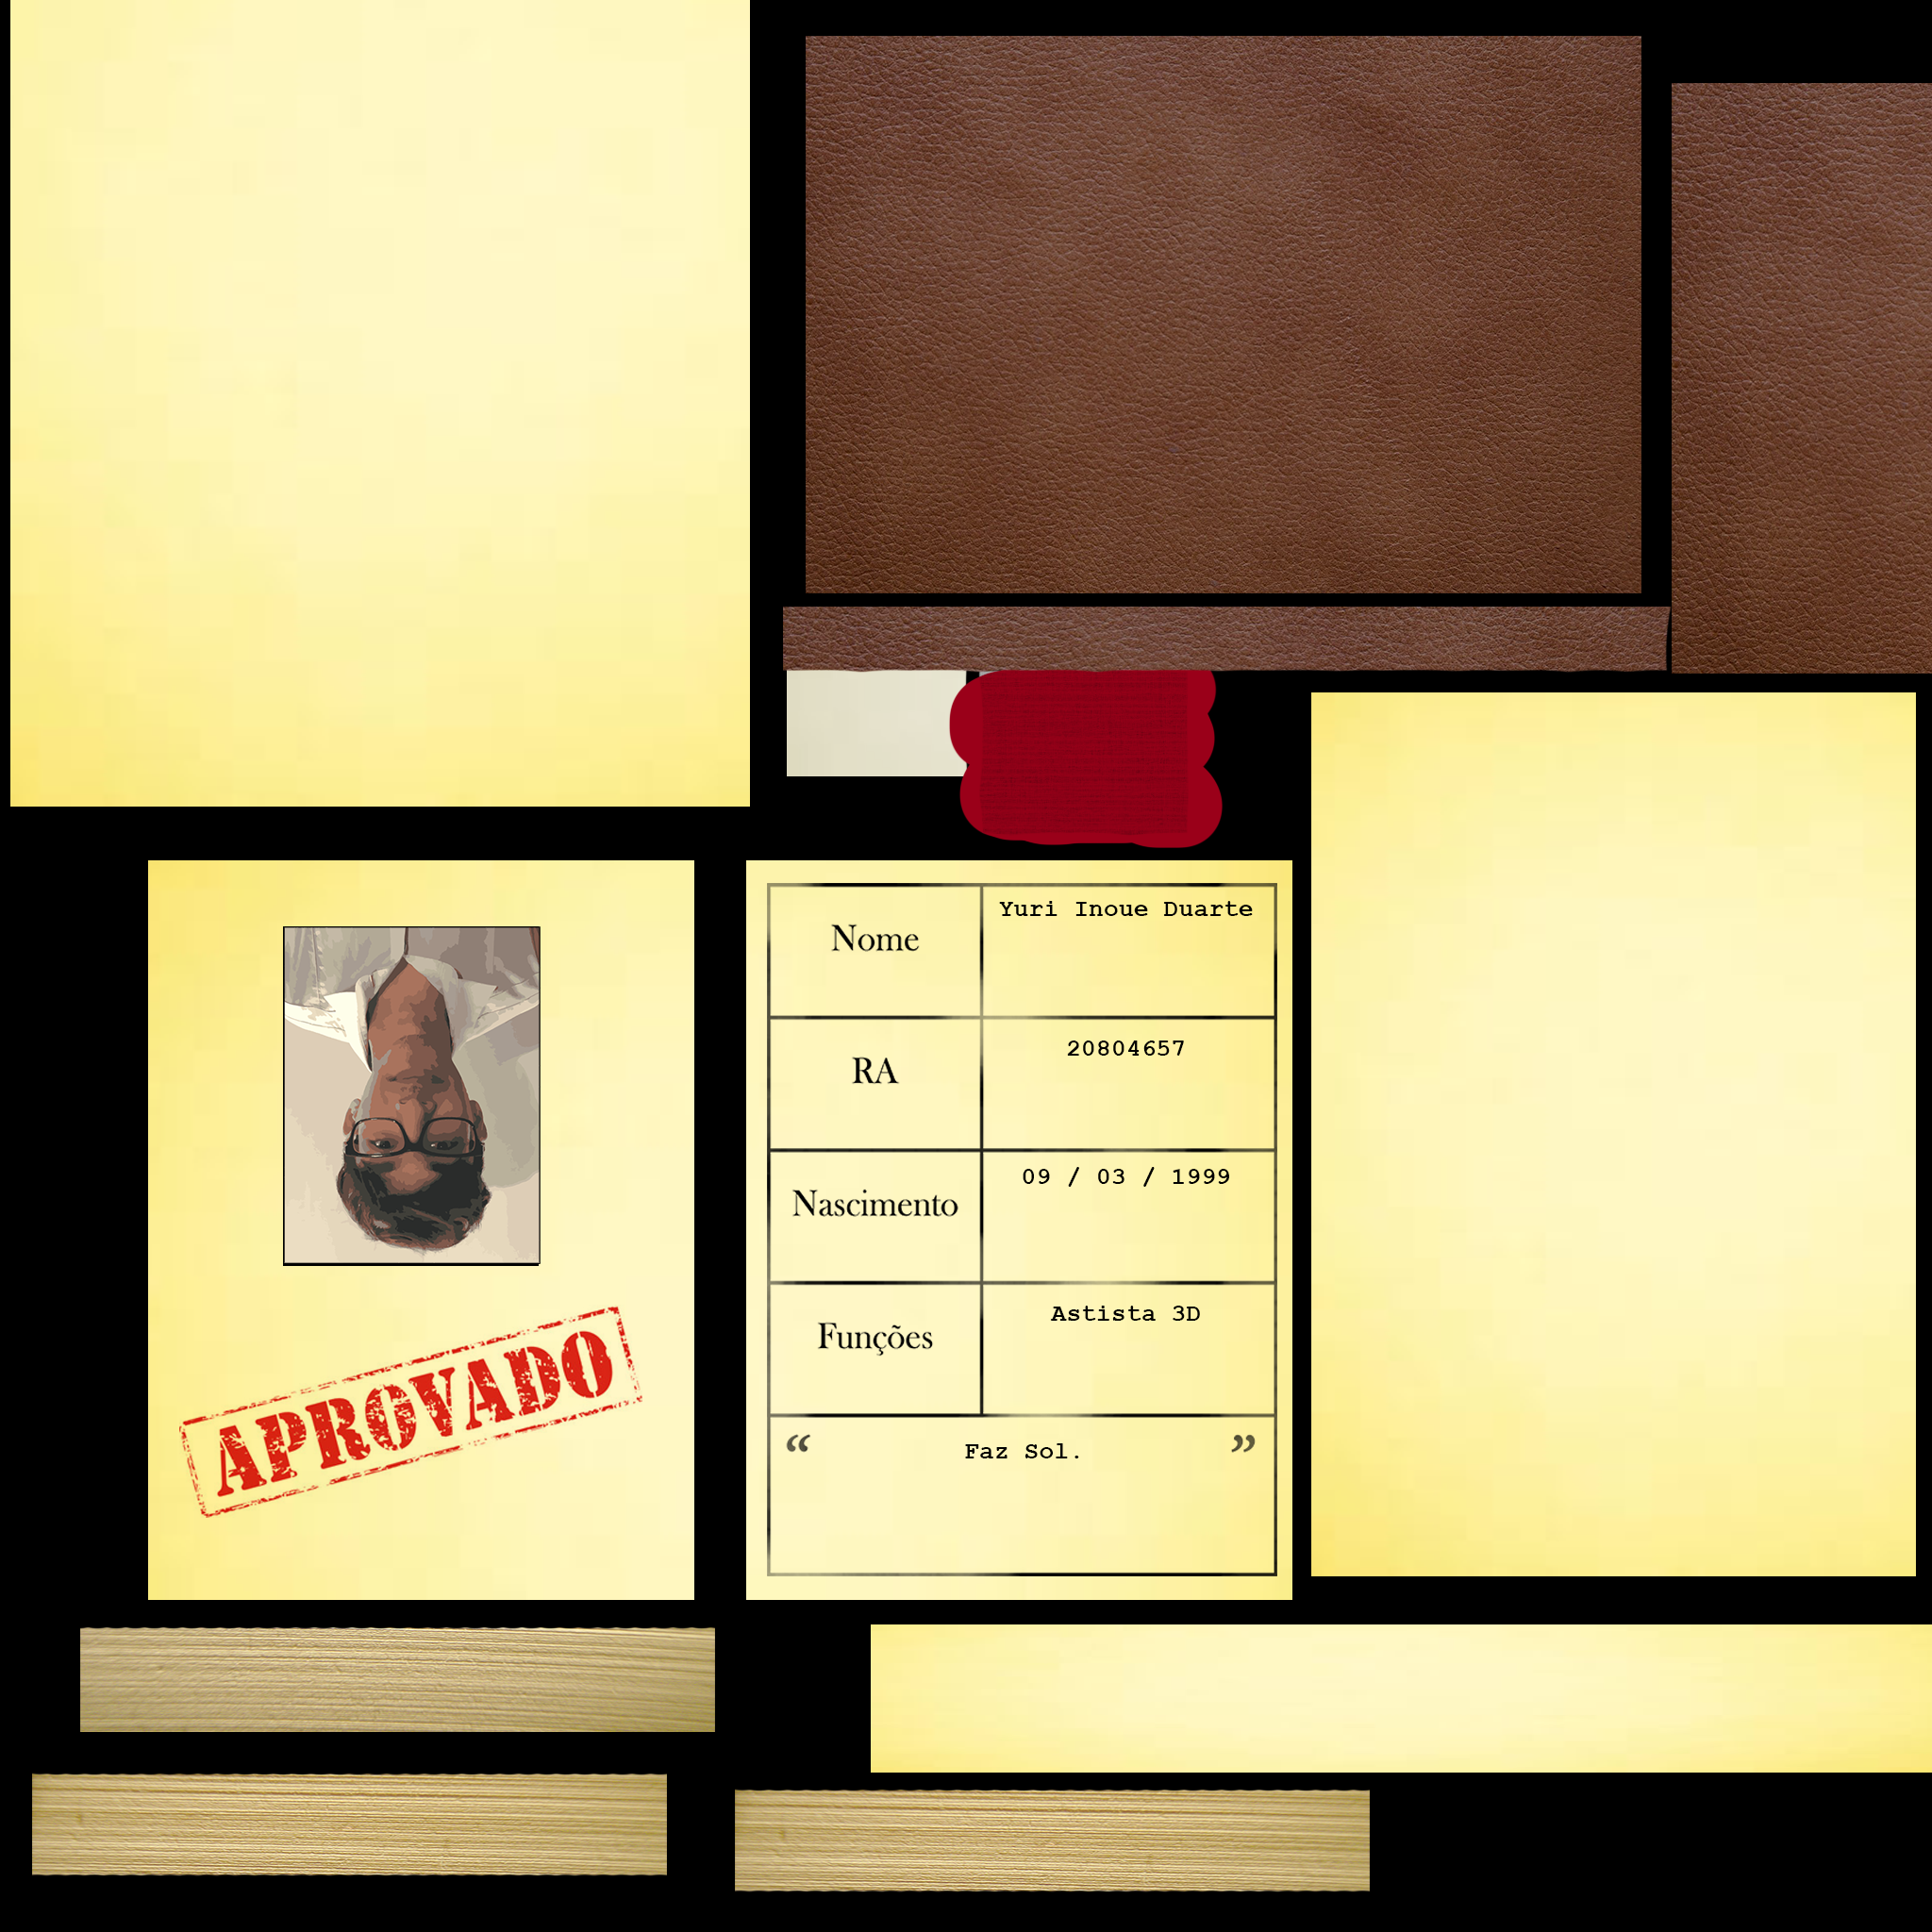 APROVADO
Nome Yuri Inoue Duarte
RA 20804657
Nascimento 09 / 03 / 1999
Funções Astista 3D
“ Faz Sol. ”